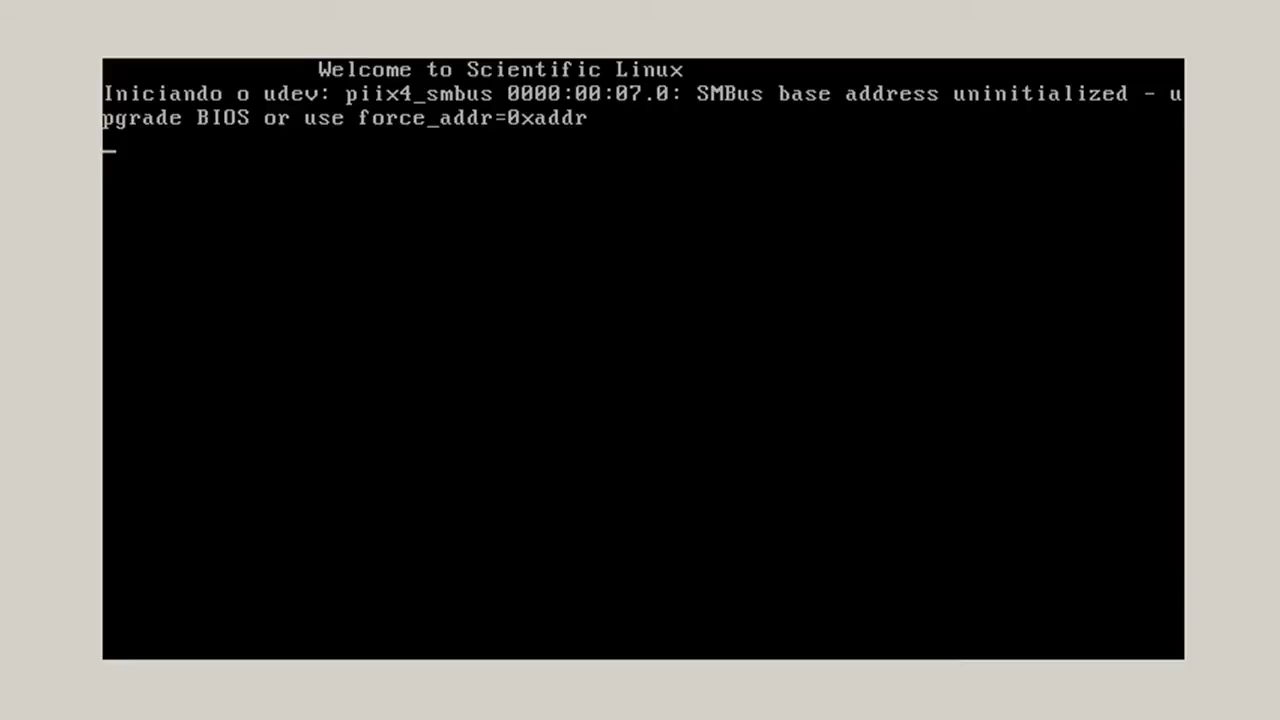 Welcome to Scientific Linux
Iniciando o udev: piix4_smbus 0000:00:07.0: SMBus base address uninitialized - u
pgrade BIOS or use force_addr=0xaddr
_